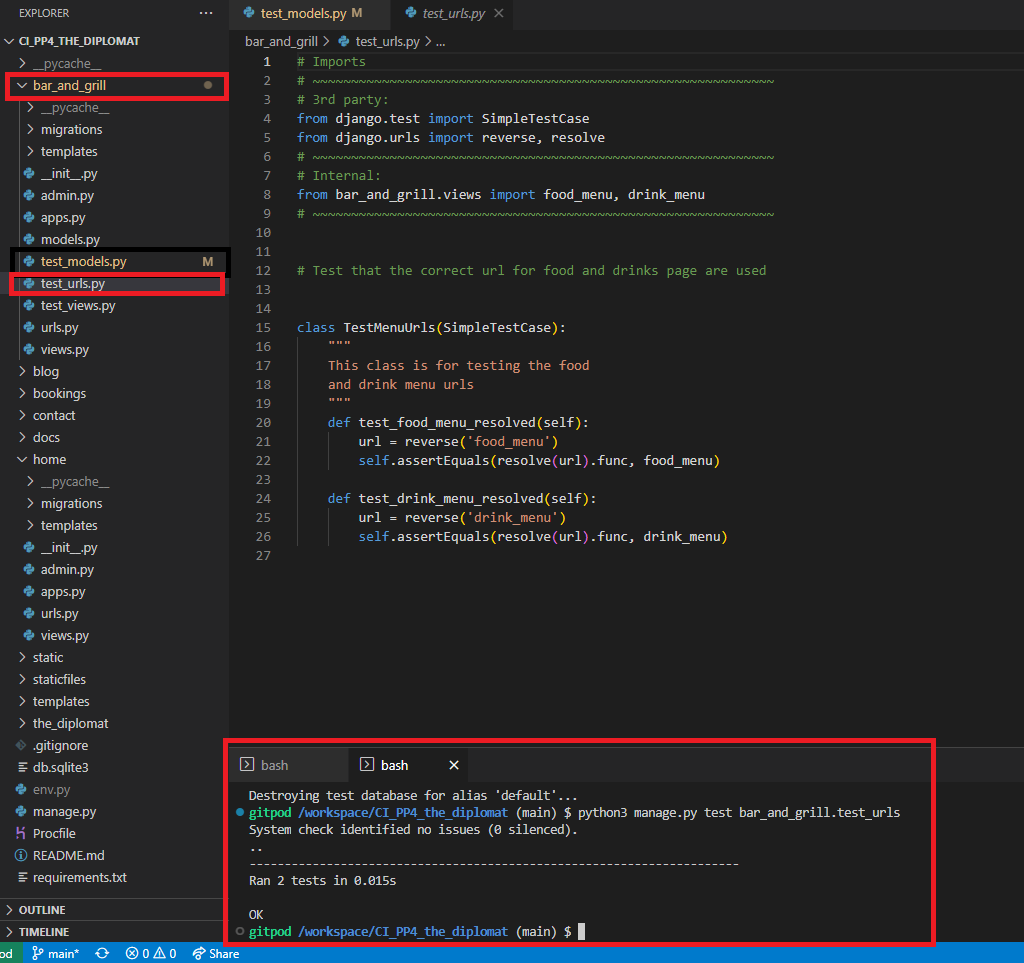 EXPLORER
CI_PP4_THE_DIPLOMAT
__pycache__
bar_and_grill
__pycache__
migrations
templates
__init__.py
admin.py
apps.py
models.py
test_models.py M
test_urls.py
test_views.py
urls.py
views.py
blog
bookings
contact
docs
home
__pycache__
migrations
templates
__init__.py
admin.py
apps.py
urls.py
views.py
static
staticfiles
templates
the_diplomat
.gitignore
db.sqlite3
env.py
manage.py
Procfile
README.md
requirements.txt
OUTLINE
TIMELINE
test_models.py M
test_urls.py
bar_and_grill > test_urls.py > ...
1 # Imports
2 # ~~~~~~~~~~~~~~~~~~~~~~~~~~~~~~~~~~~~~~~~~~~~~~~~~~~~~~~~~~~~
3 # 3rd party:
4 from django.test import SimpleTestCase
5 from django.urls import reverse, resolve
6 # ~~~~~~~~~~~~~~~~~~~~~~~~~~~~~~~~~~~~~~~~~~~~~~~~~~~~~~~~~~~~
7 # Internal:
8 from bar_and_grill.views import food_menu, drink_menu
9 # ~~~~~~~~~~~~~~~~~~~~~~~~~~~~~~~~~~~~~~~~~~~~~~~~~~~~~~~~~~~~
10
11
12 # Test that the correct url for food and drinks page are used
13
14
15 class TestMenuUrls(SimpleTestCase):
16 """
17 This class is for testing the food
18 and drink menu urls
19 """
20 def test_food_menu_resolved(self):
21 url = reverse('food_menu')
22 self.assertEquals(resolve(url).func, food_menu)
23
24 def test_drink_menu_resolved(self):
25 url = reverse('drink_menu')
26 self.assertEquals(resolve(url).func, drink_menu)
27
bash
bash
Destroying test database for alias 'default'...
gitpod /workspace/CI_PP4_the_diplomat (main) $ python3 manage.py test bar_and_grill.test_urls
System check identified no issues (0 silenced).
..
----------------------------------------------------------------------
Ran 2 tests in 0.015s
OK
gitpod /workspace/CI_PP4_the_diplomat (main) $
od main* 0 0 Share